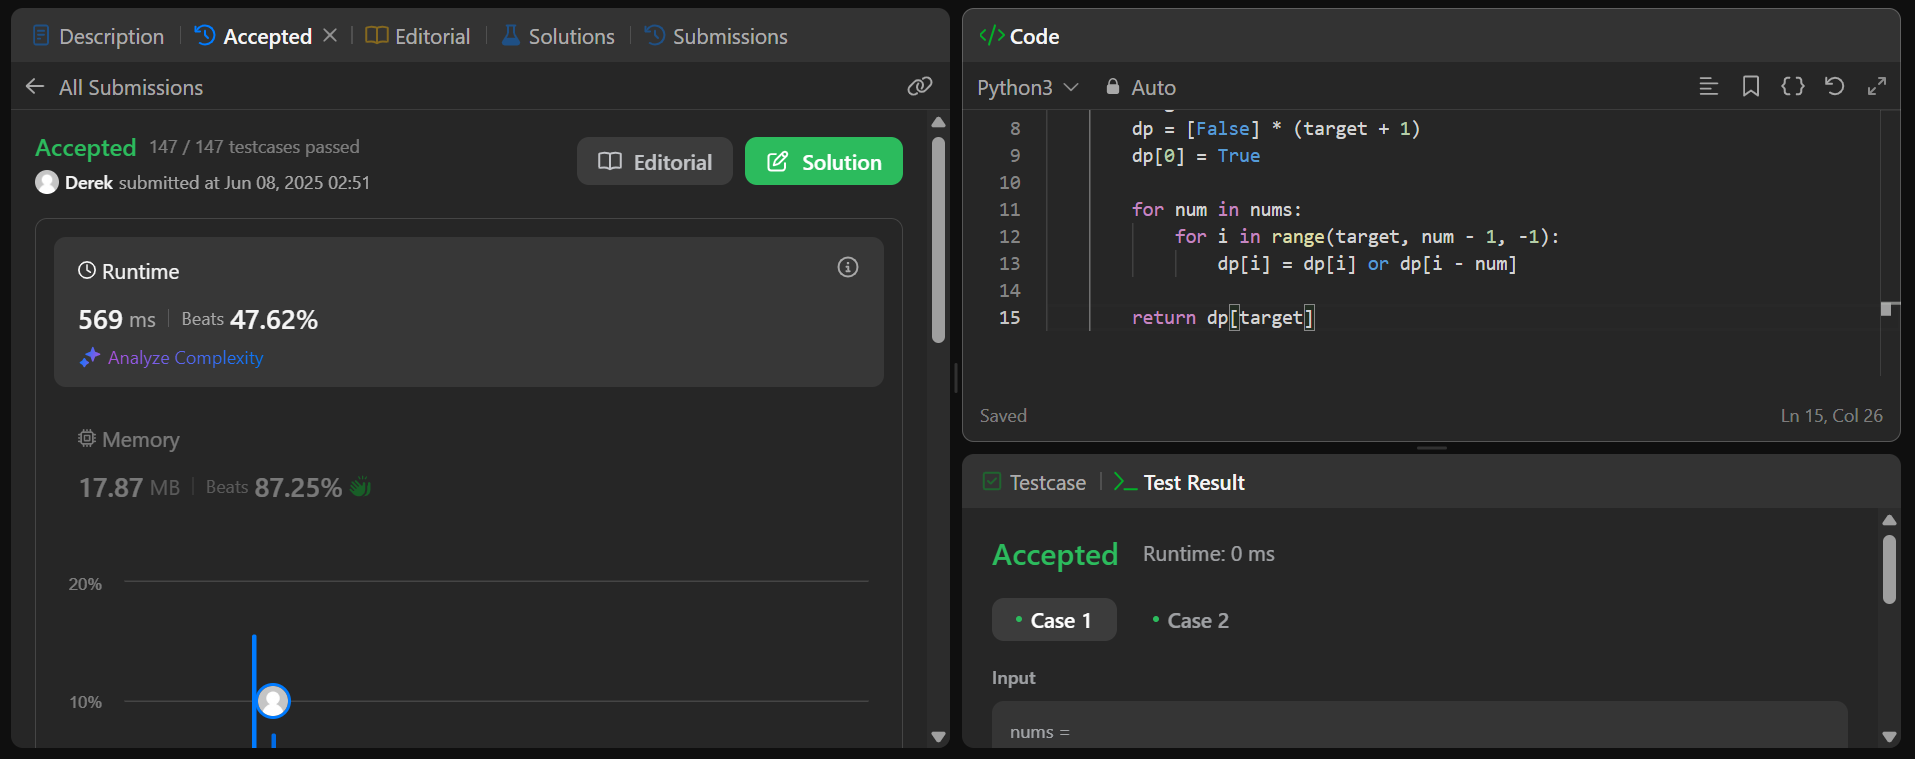 Description | Accepted × | Editorial | Solutions | Submissions
← All Submissions
Accepted 147 / 147 testcases passed
Derek submitted at Jun 08, 2025 02:51
Editorial
Solution
Runtime
569 ms | Beats 47.62%
Analyze Complexity
Memory
17.87 MB | Beats 87.25%
20%
10%
</> Code
Python3 Auto
8 dp = [False] * (target + 1)
9 dp[0] = True
10
11 for num in nums:
12 for i in range(target, num - 1, -1):
13 dp[i] = dp[i] or dp[i - num]
14
15 return dp[target]
Saved Ln 15, Col 26
Testcase | >_ Test Result
Accepted Runtime: 0 ms
• Case 1 • Case 2
Input
nums =